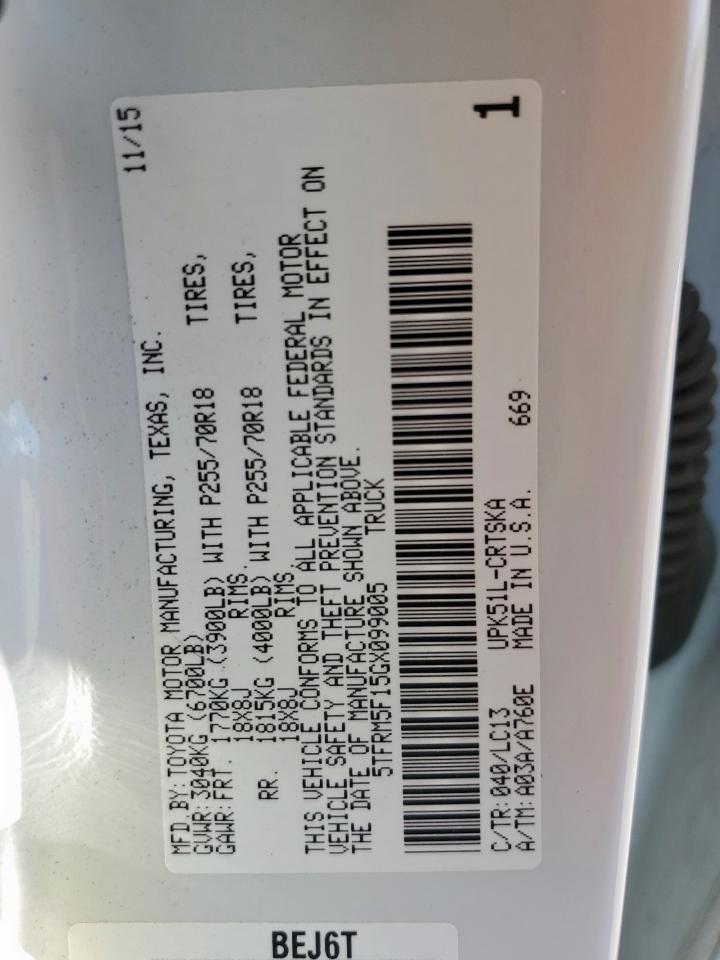 11/15
MFD BY: TOYOTA MOTOR MANUFACTURING, TEXAS, INC.
GVWR: 3040KG (6700LB)
GAWR: FRT. 1770KG (3900LB) WITH P255/70R18 TIRES,
18X8J RIMS.
RR. 1815KG (4000LB) WITH P255/70R18 TIRES,
18X8J RIMS.
THIS VEHICLE CONFORMS TO ALL APPLICABLE FEDERAL MOTOR
VEHICLE SAFETY AND THEFT PREVENTION STANDARDS IN EFFECT ON
THE DATE OF MANUFACTURE SHOWN ABOVE.
5TFRM5F15GX099005 TRUCK
C/TR: 040/LC13 UPK51L-CRTSKA
A/TM: A03A/A760E MADE IN U.S.A. 669
1
BEJ6T